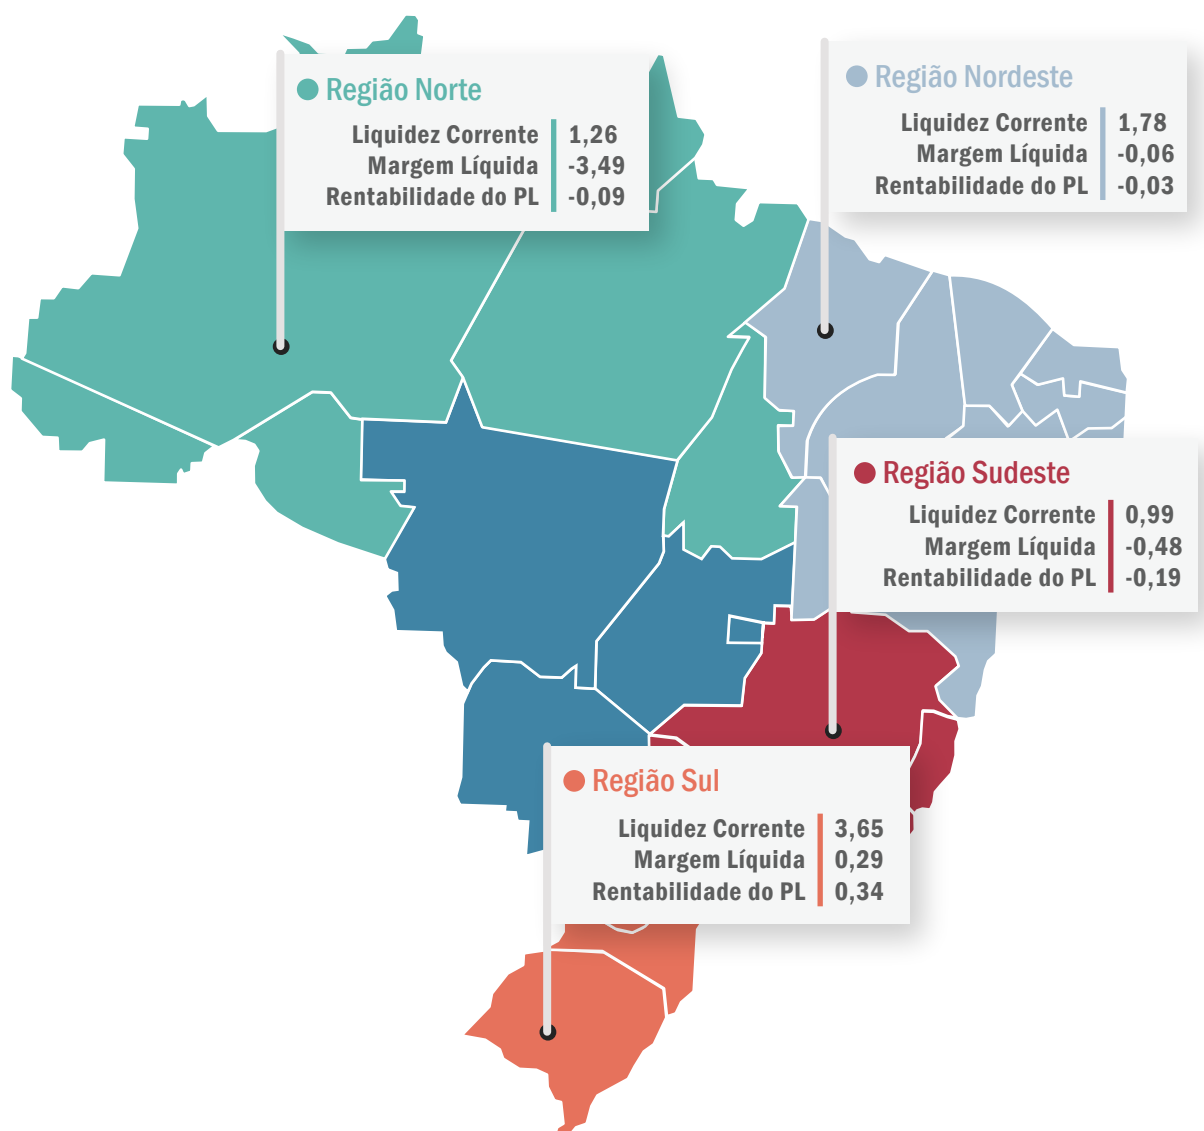 Região Norte
Liquidez Corrente 1,26
Margem Líquida -3,49
Rentabilidade do PL -0,09
Região Nordeste
Liquidez Corrente 1,78
Margem Líquida -0,06
Rentabilidade do PL -0,03
Região Sudeste
Liquidez Corrente 0,99
Margem Líquida -0,48
Rentabilidade do PL -0,19
Região Sul
Liquidez Corrente 3,65
Margem Líquida 0,29
Rentabilidade do PL 0,34